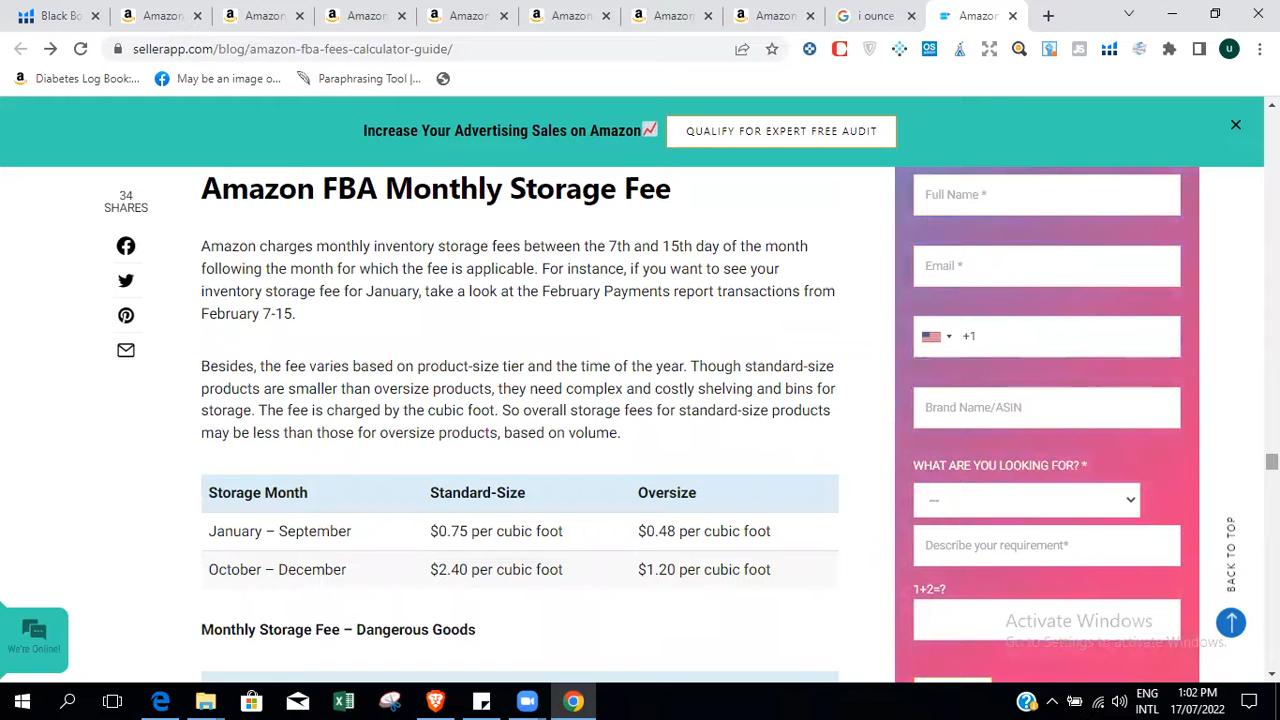 Black Bo
Amazon
Amazon
Amazon
Amazon
Amazon
Amazon
Amazon
i ounce
Amazon
sellerapp.com/blog/amazon-fba-fees-calculator-guide/
OS
JS
u
Diabetes Log Book:...
May be an image o...
Paraphrasing Tool |...
Increase Your Advertising Sales on Amazon
QUALIFY FOR EXPERT FREE AUDIT
34
SHARES
Amazon FBA Monthly Storage Fee
Amazon charges monthly inventory storage fees between the 7th and 15th day of the month
following the month for which the fee is applicable. For instance, if you want to see your
inventory storage fee for January, take a look at the February Payments report transactions from
February 7-15.
Besides, the fee varies based on product-size tier and the time of the year. Though standard-size
products are smaller than oversize products, they need complex and costly shelving and bins for
storage. The fee is charged by the cubic foot. So overall storage fees for standard-size products
may be less than those for oversize products, based on volume.
Storage Month Standard-Size Oversize
January – September $0.75 per cubic foot $0.48 per cubic foot
October – December $2.40 per cubic foot $1.20 per cubic foot
Monthly Storage Fee – Dangerous Goods
Full Name *
Email *
+1
Brand Name/ASIN
WHAT ARE YOU LOOKING FOR? *
---
Describe your requirement*
1+2=?
Activate Windows
Go to Settings to activate Windows.
BACK TO TOP
We're Online!
ENG
INTL
1:02 PM
17/07/2022